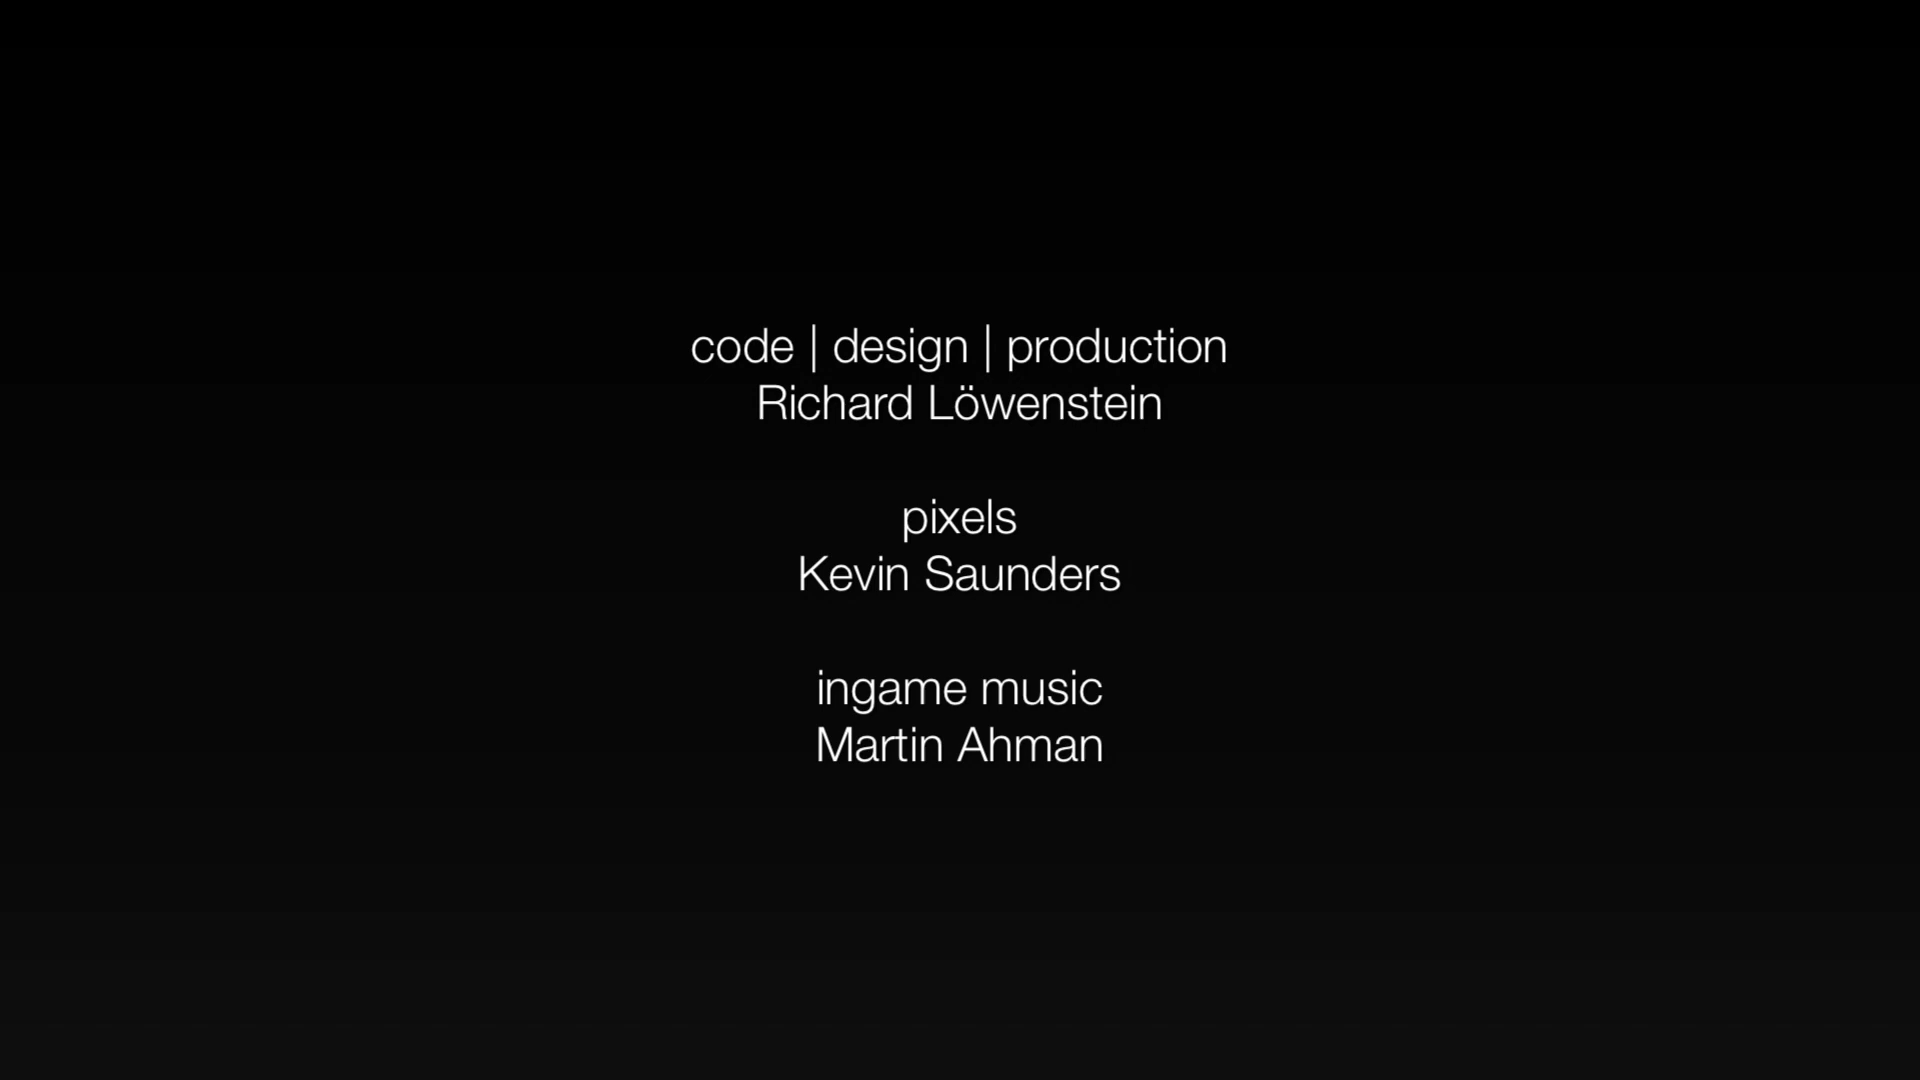 code | design | production
Richard Löwenstein
pixels
Kevin Saunders
ingame music
Martin Ahman